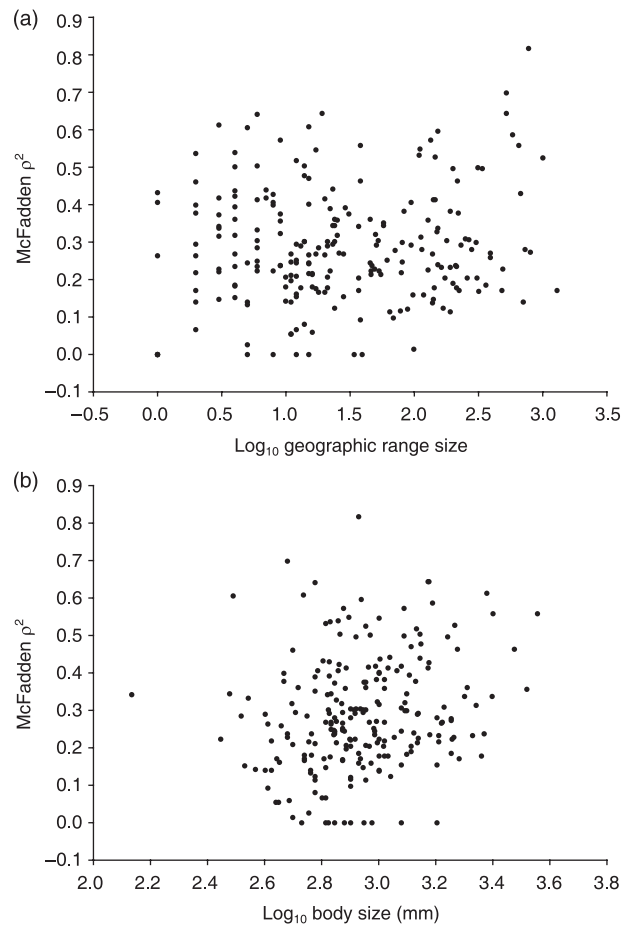 (a)
0.9
0.8
0.7
0.6
0.5
0.4
0.3
0.2
0.1
0.0
–0.1
McFadden ρ²
–0.5 0.0 0.5 1.0 1.5 2.0 2.5 3.0 3.5
Log₁₀ geographic range size
(b)
0.9
0.8
0.7
0.6
0.5
0.4
0.3
0.2
0.1
0.0
–0.1
McFadden ρ²
2.0 2.2 2.4 2.6 2.8 3.0 3.2 3.4 3.6 3.8
Log₁₀ body size (mm)